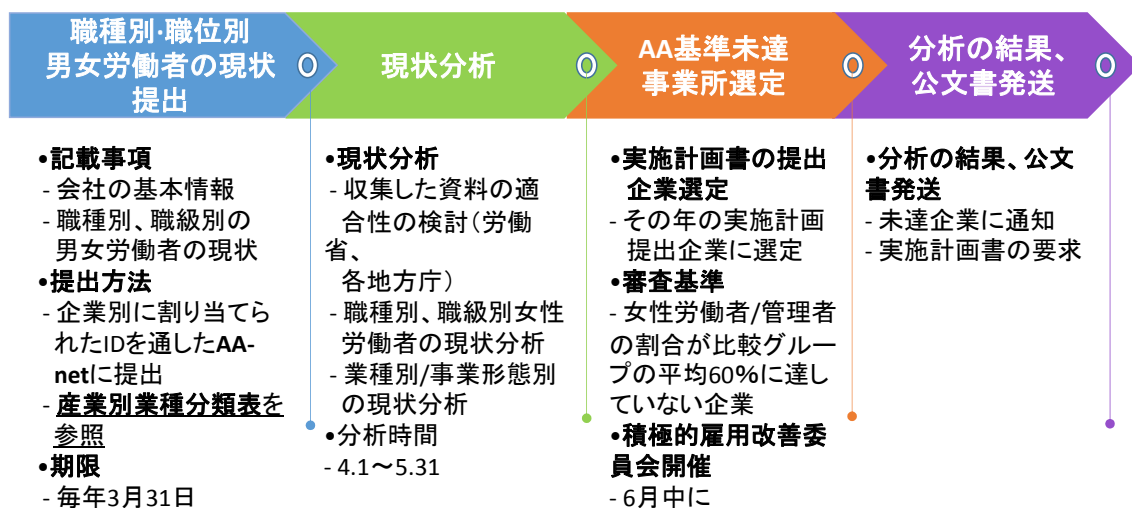 職種別·職位別
男女労働者の現状
提出
現状分析
AA基準未達
事業所選定
分析の結果、
公文書発送
•記載事項
- 会社の基本情報
- 職種別、職級別の
男女労働者の現状
•提出方法
- 企業別に割り当てら
れたIDを通したAA-
netに提出
- 産業別業種分類表を
参照
•期限
- 毎年3月31日
•現状分析
- 収集した資料の適
合性の検討（労働
省、
各地方庁）
- 職種別、職級別女性
労働者の現状分析
- 業種別/事業形態別
の現状分析
•分析時間
- 4.1～5.31
•実施計画書の提出
企業選定
- その年の実施計画
提出企業に選定
•審査基準
- 女性労働者/管理者
の割合が比較グルー
プの平均60%に達し
ていない企業
•積極的雇用改善委
員会開催
- 6月中に
•分析の結果、公文
書発送
- 未達企業に通知
- 実施計画書の要求